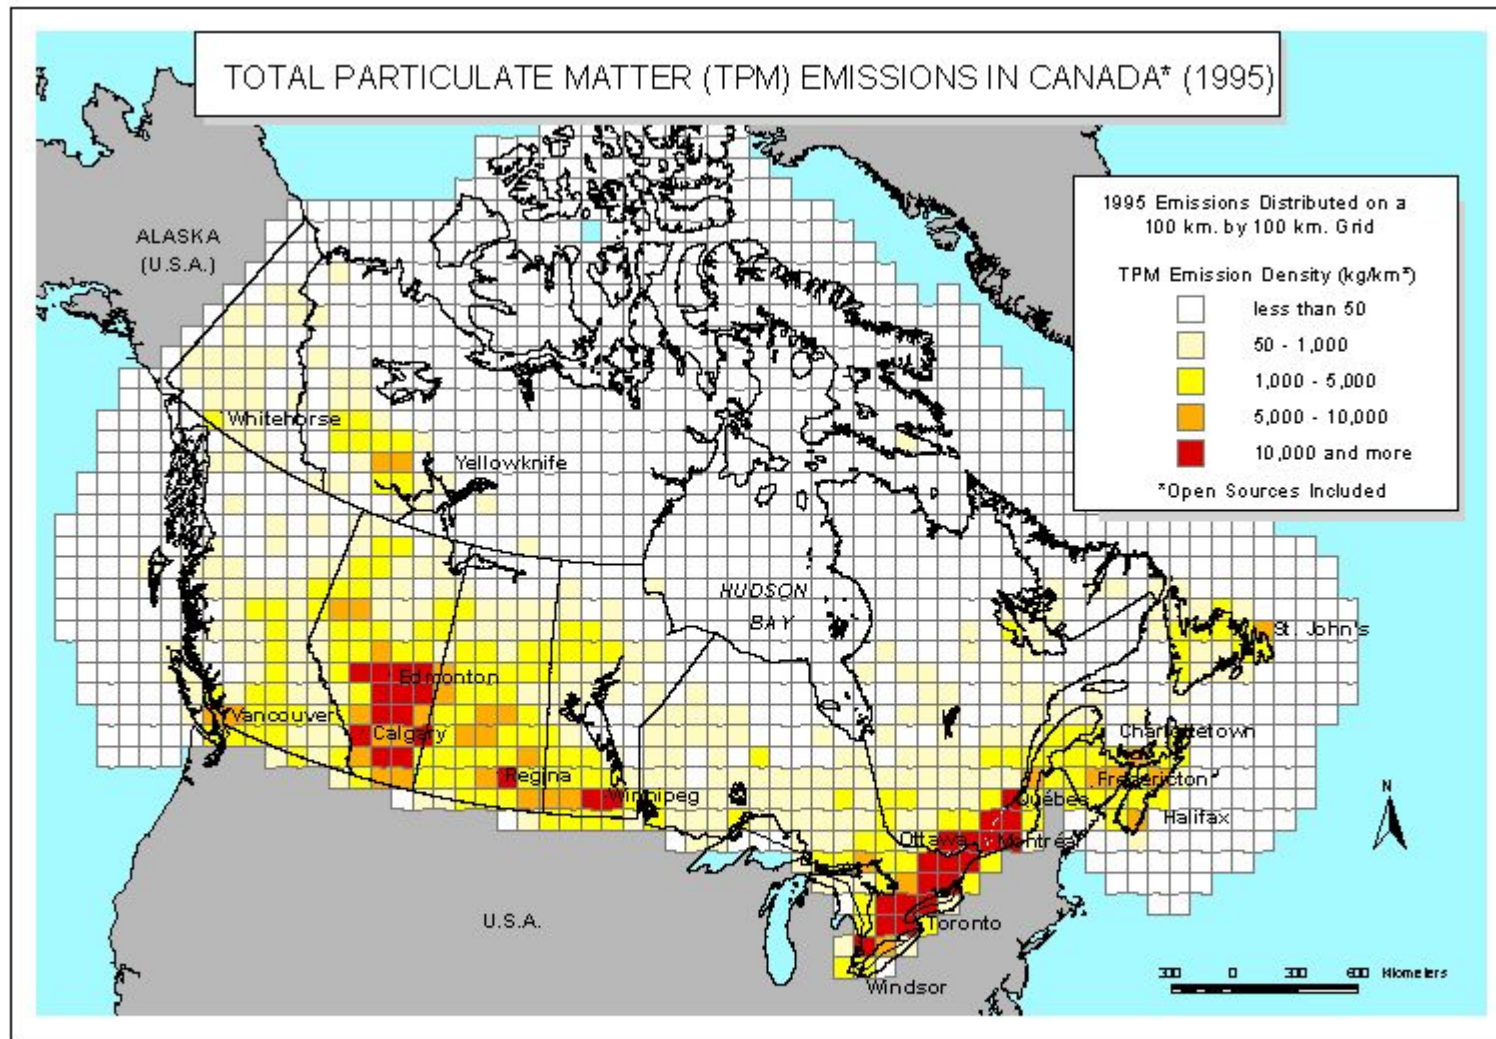 TOTAL PARTICULATE MATTER (TPM) EMISSIONS IN CANADA* (1995)
1995 Emissions Distributed on a
100 km. by 100 km. Grid
TPM Emission Density (kg/km²)
less than 50
50 - 1,000
1,000 - 5,000
5,000 - 10,000
10,000 and more
*Open Sources Included
ALASKA
(U.S.A.)
Whitehorse
Yellowknife
HUDSON
BAY
St. John's
Edmonton
Vancouver
Calgary
Charlottetown
Regina
Fredericton
Winnipeg
Québec
Halifax
Ottawa
Montréal
U.S.A.
Toronto
Windsor
N
300 0 300 600 Kilometers